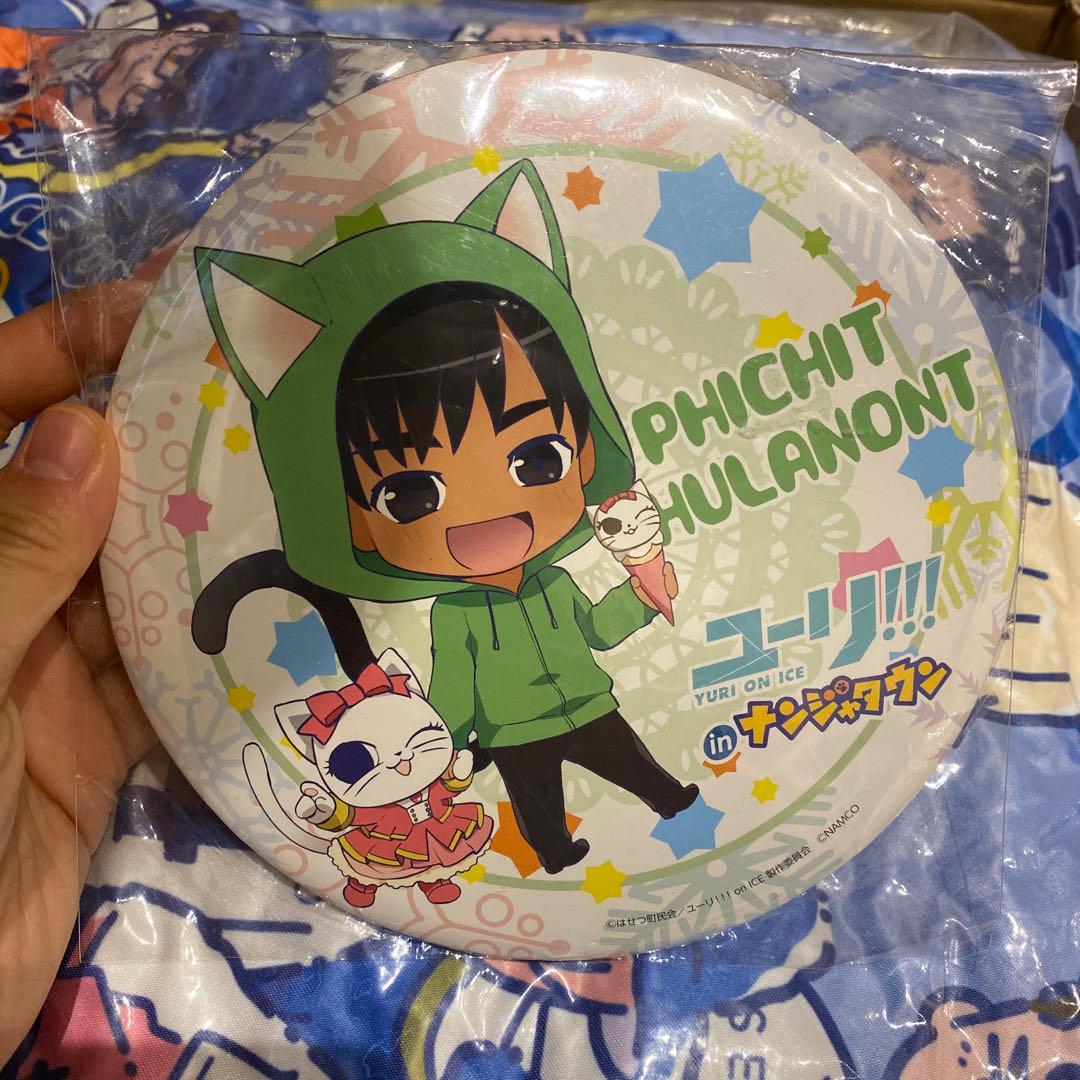 PHICHIT
HULANONT
ユーリ!!!
YURI ON ICE
in ナンジャタウン
©はせつ町民会/ユーリ!!! on ICE 製作委員会 ©NAMCO